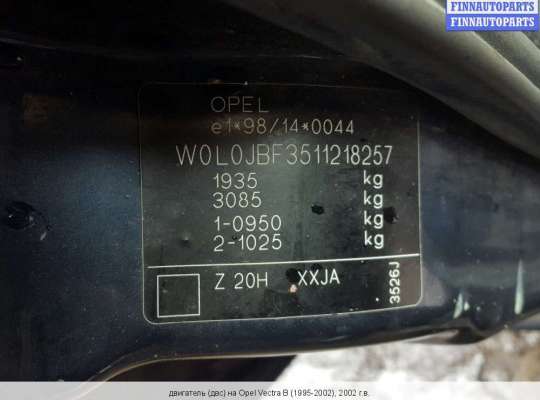 FINNAUTOPARTS
FINNAUTOPARTS
OPEL
e1*98/14*0044
W0L0JBF3511218257
1935 kg
3085 kg
1-0950 kg
2-1025 kg
Z 20H XXJA
3526J
двигатель (двс) на Opel Vectra B (1995-2002), 2002 г.в.